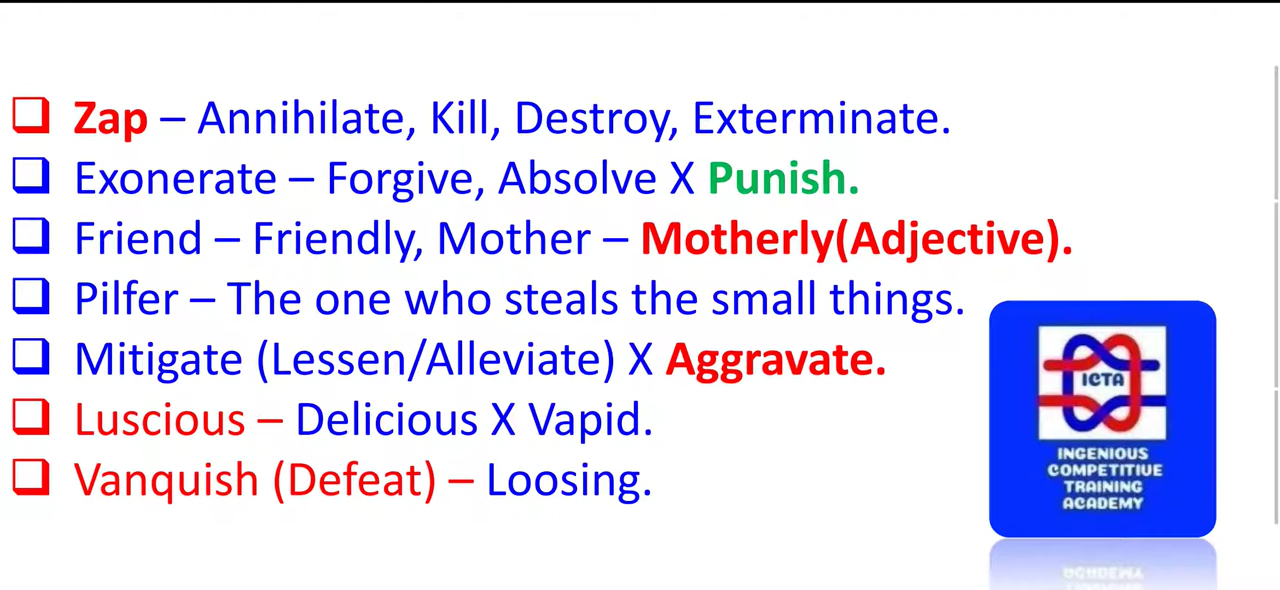 Zap – Annihilate, Kill, Destroy, Exterminate.
Exonerate – Forgive, Absolve X Punish.
Friend – Friendly, Mother – Motherly(Adjective).
Pilfer – The one who steals the small things.
Mitigate (Lessen/Alleviate) X Aggravate.
Luscious – Delicious X Vapid.
Vanquish (Defeat) – Loosing.
ICTA
INGENIOUS
COMPETITIVE
TRAINING
ACADEMY